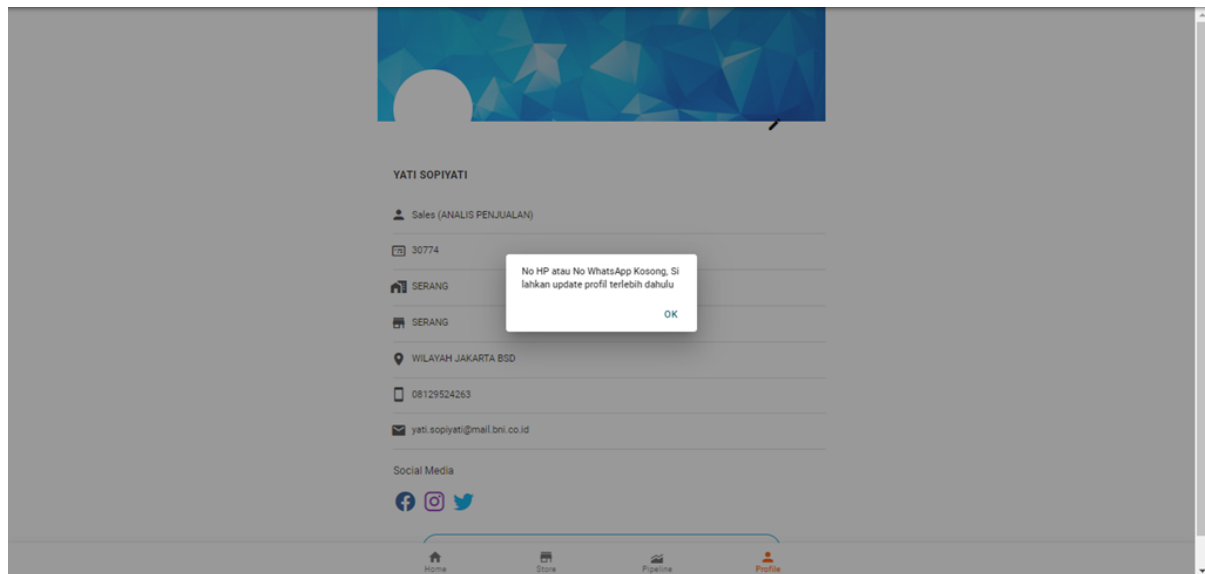 YATI SOPIYATI
Sales (ANALIS PENJUALAN)
30774
SERANG
SERANG
WILAYAH JAKARTA BSD
08129524263
yati.sopiyati@mail.bni.co.id
Social Media
No HP atau No WhatsApp Kosong, Si
lahkan update profil terlebih dahulu
OK
Home
Store
Pipeline
Profile